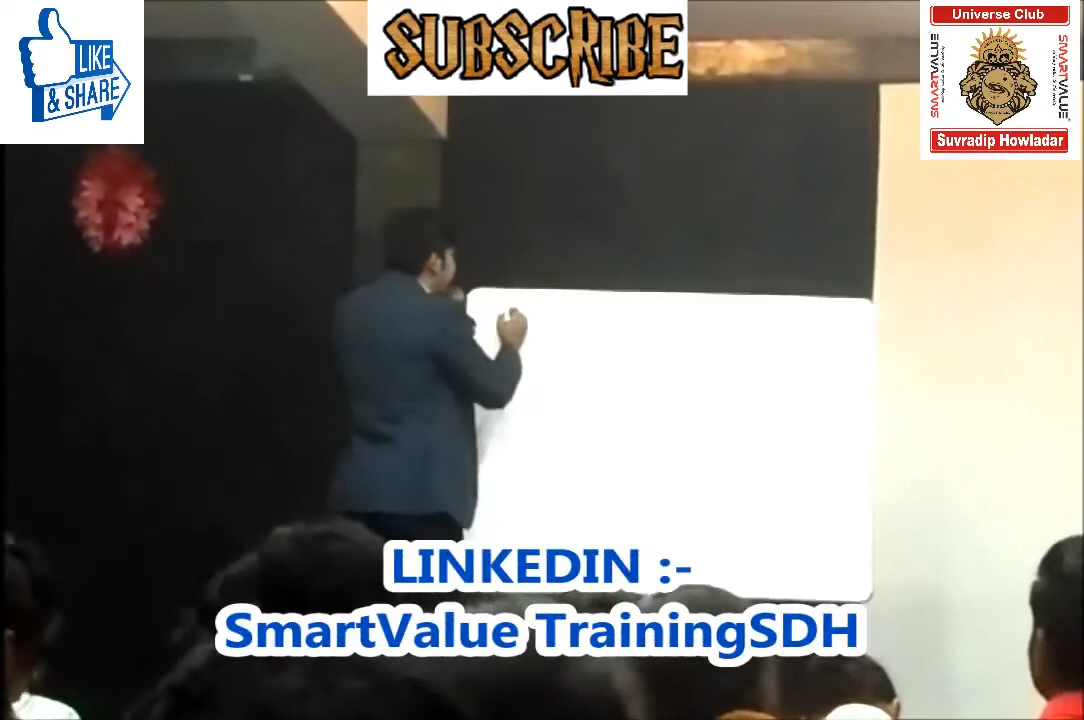 LIKE
& SHARE
SUBSCRIBE
Universe Club
SMARTVALUE
SMARTVALUE
Suvradip Howladar
LINKEDIN :-
SmartValue TrainingSDH